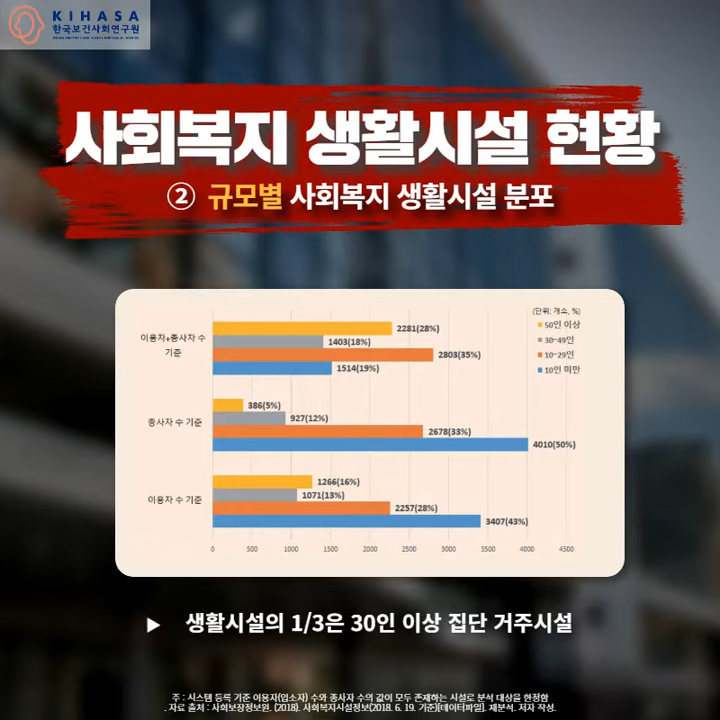 KIHASA
한국보건사회연구원
사회복지 생활시설 현황
② 규모별 사회복지 생활시설 분포
(단위: 개소, %)
50인 이상
30~49인
10~29인
10인 미만
이용자+종사자 수
기준
2281(28%)
1403(18%)
2803(35%)
1514(19%)
종사자 수 기준
386(5%)
927(12%)
2678(33%)
4010(50%)
이용자 수 기준
1266(16%)
1071(13%)
2257(28%)
3407(43%)
0 500 1000 1500 2000 2500 3000 3500 4000 4500
▶ 생활시설의 1/3은 30인 이상 집단 거주시설
주 : 시스템 등록 기준 이용자(입소자) 수와 종사자 수의 값이 모두 존재하는 시설로 분석 대상을 한정함
. 자료 출처 : 사회보장정보원. (2018). 사회복지시설정보(2018. 6. 19. 기준)[데이터파일]. 재분석. 저자 작성.